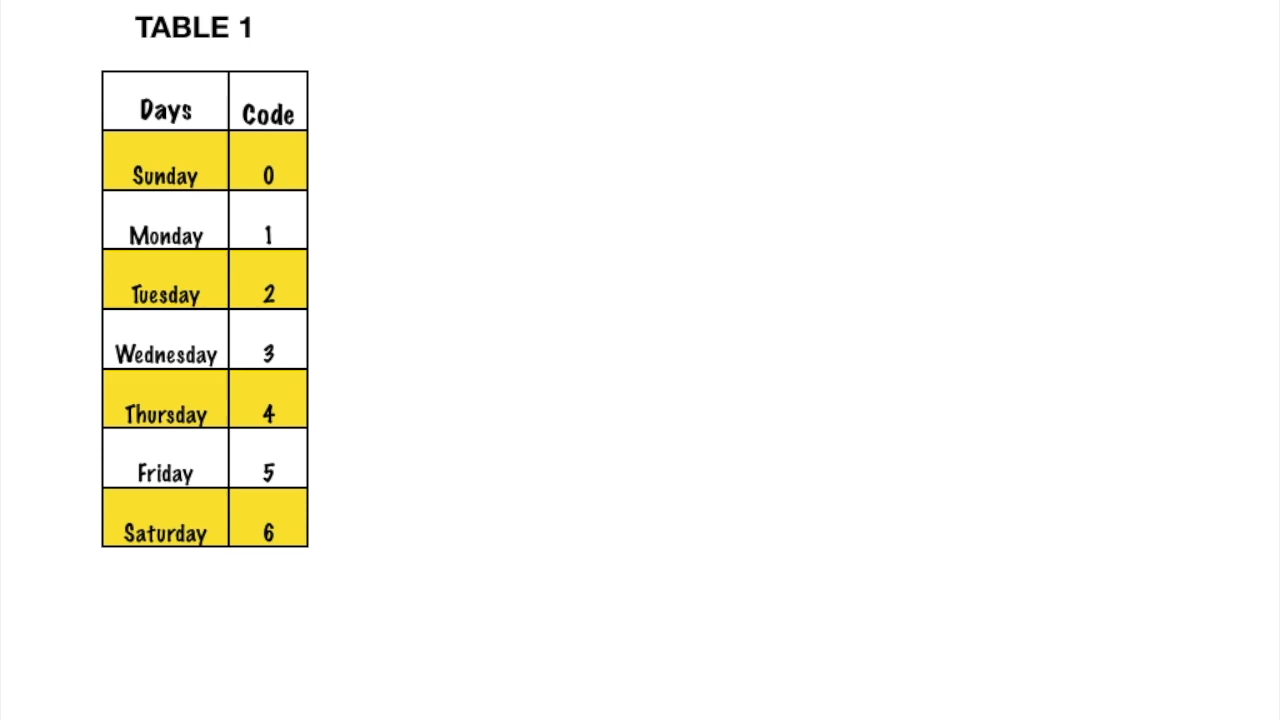 TABLE 1
Days Code
Sunday 0
Monday 1
Tuesday 2
Wednesday 3
Thursday 4
Friday 5
Saturday 6